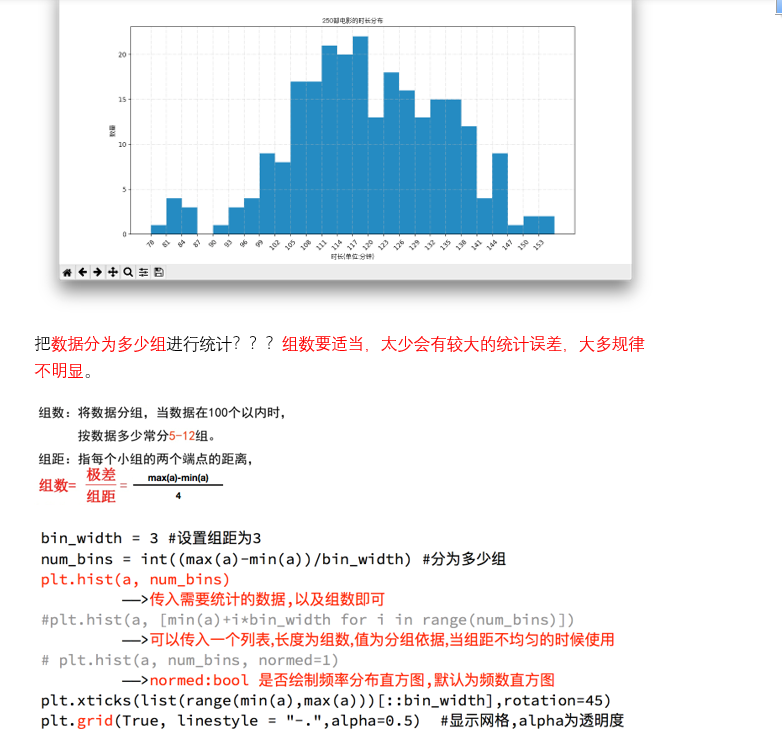 250部电影的时长分布
20
15
10
5
0
数量
78 81 84 87 90 93 96 99 102 105 108 111 114 117 120 123 126 129 132 135 138 141 144 147 150 153
时长(单位:分钟)
把数据分为多少组进行统计？？？组数要适当，太少会有较大的统计误差，大多规律
不明显。
组数：将数据分组，当数据在100个以内时，
按数据多少常分5-12组。
组距：指每个小组的两个端点的距离，
组数= 极差 = max(a)-min(a)
组距 4
bin_width = 3 #设置组距为3
num_bins = int((max(a)-min(a))/bin_width) #分为多少组
plt.hist(a, num_bins)
——>传入需要统计的数据,以及组数即可
#plt.hist(a, [min(a)+i*bin_width for i in range(num_bins)])
——>可以传入一个列表,长度为组数,值为分组依据,当组距不均匀的时候使用
# plt.hist(a, num_bins, normed=1)
——>normed:bool 是否绘制频率分布直方图,默认为频数直方图
plt.xticks(list(range(min(a),max(a)))[::bin_width],rotation=45)
plt.grid(True, linestyle = "-.",alpha=0.5) #显示网格,alpha为透明度